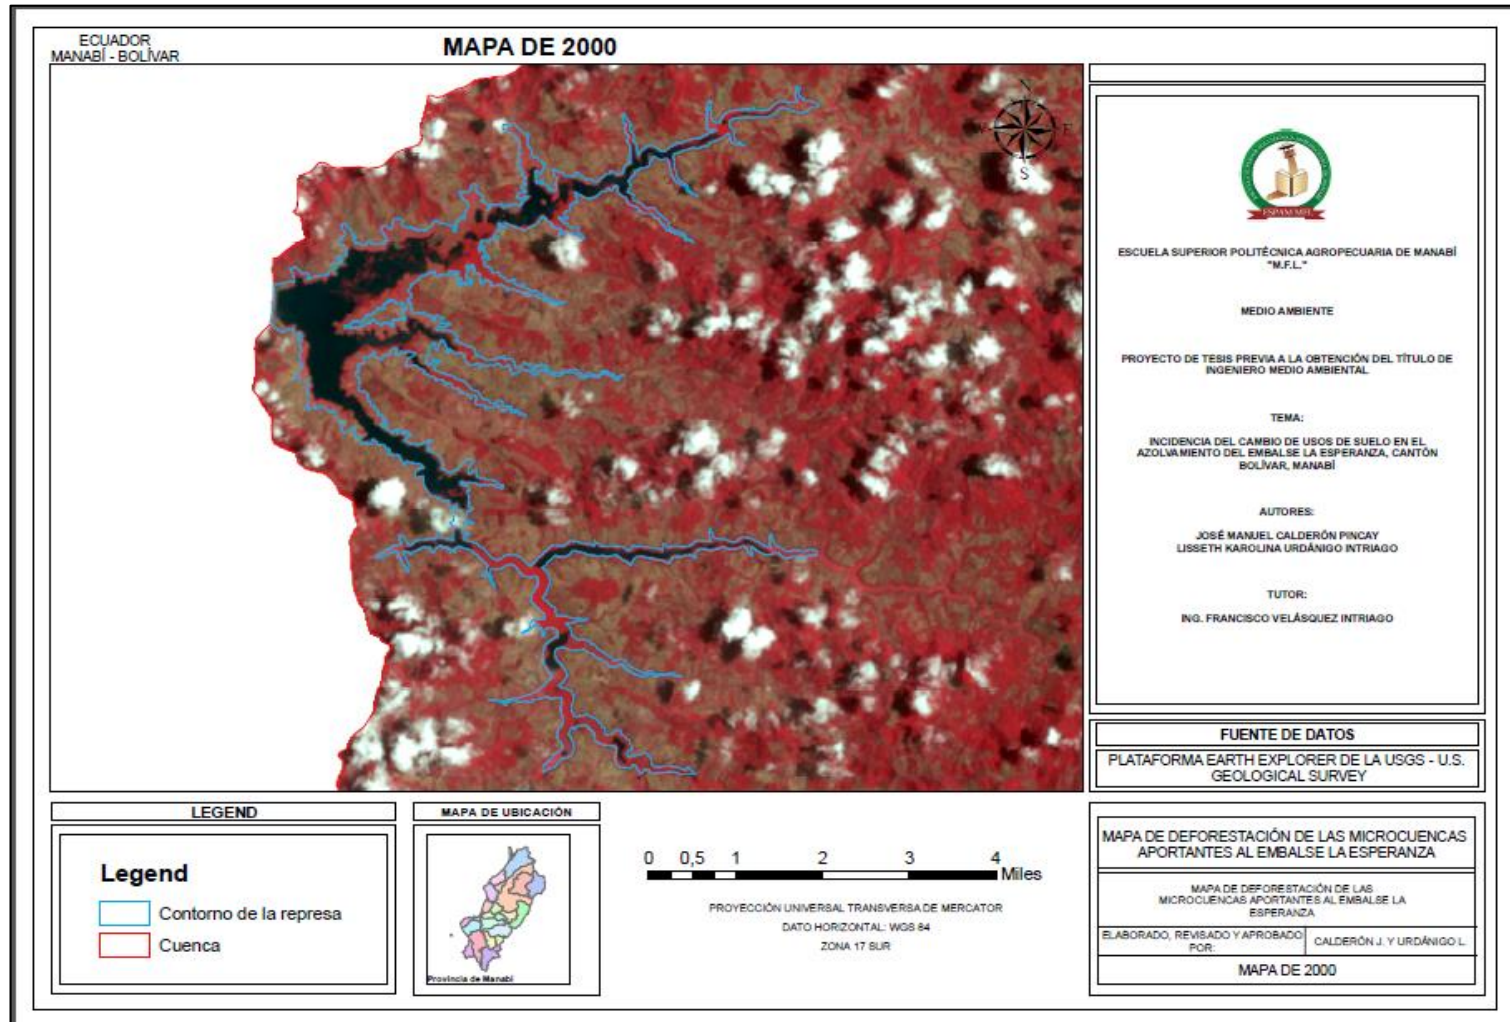 ECUADOR
MANABÍ - BOLÍVAR
MAPA DE 2000
N
E
S
ESPAM MFL
ESCUELA SUPERIOR POLITÉCNICA AGROPECUARIA DE MANABÍ
"M.F.L."
MEDIO AMBIENTE
PROYECTO DE TESIS PREVIA A LA OBTENCIÓN DEL TÍTULO DE
INGENIERO MEDIO AMBIENTAL
TEMA:
INCIDENCIA DEL CAMBIO DE USOS DE SUELO EN EL
AZOLVAMIENTO DEL EMBALSE LA ESPERANZA, CANTÓN
BOLÍVAR, MANABÍ
AUTORES:
JOSÉ MANUEL CALDERÓN PINCAY
LISSETH KAROLINA URDÁNIGO INTRIAGO
TUTOR:
ING. FRANCISCO VELÁSQUEZ INTRIAGO
FUENTE DE DATOS
PLATAFORMA EARTH EXPLORER DE LA USGS - U.S.
GEOLOGICAL SURVEY
LEGEND
Legend
Contorno de la represa
Cuenca
MAPA DE UBICACIÓN
Provincia de Manabí
0 0,5 1 2 3 4
Miles
PROYECCIÓN UNIVERSAL TRANSVERSA DE MERCATOR
DATO HORIZONTAL: WGS 84
ZONA 17 SUR
MAPA DE DEFORESTACIÓN DE LAS MICROCUENCAS
APORTANTES AL EMBALSE LA ESPERANZA
MAPA DE DEFORESTACIÓN DE LAS
MICROCUENCAS APORTANTES AL EMBALSE LA
ESPERANZA
ELABORADO, REVISADO Y APROBADO
POR:
CALDERÓN J. Y URDÁNIGO L.
MAPA DE 2000